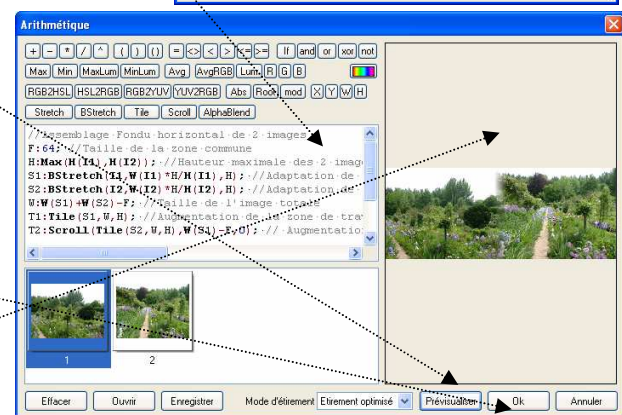 Arithmétique
+ - * / ^ ( ) () = <> < > <= >= If and or xor not
Max Min MaxLum MinLum Avg AvgRGB Lum. R G B
RGB2HSL HSL2RGB RGB2YUV YUV2RGB Abs Root mod X Y W H
Stretch BStretch Tile Scroll AlphaBlend
//Assemblage Fondu horizontal de 2 images
F:64; //Taille de la zone commune
H:Max(H(I1),H(I2)); //Hauteur maximale des 2 imag
S1:BStretch(I1,W(I1)*H/H(I1),H); //Adaptation de
S2:BStretch(I2,W(I2)*H/H(I2),H); //Adaptation de
W:W(S1)+W(S2)-F; //Taille de l'image totale
T1:Tile(S1,W,H); //Augmentation de la zone de tra
T2:Scroll(Tile(S2,W,H),W(S1)-F,0); // Augmentatio
1 2
Effacer Ouvrir Enregistrer Mode d'étirement Etirement optimisé Prévisualiser Ok Annuler